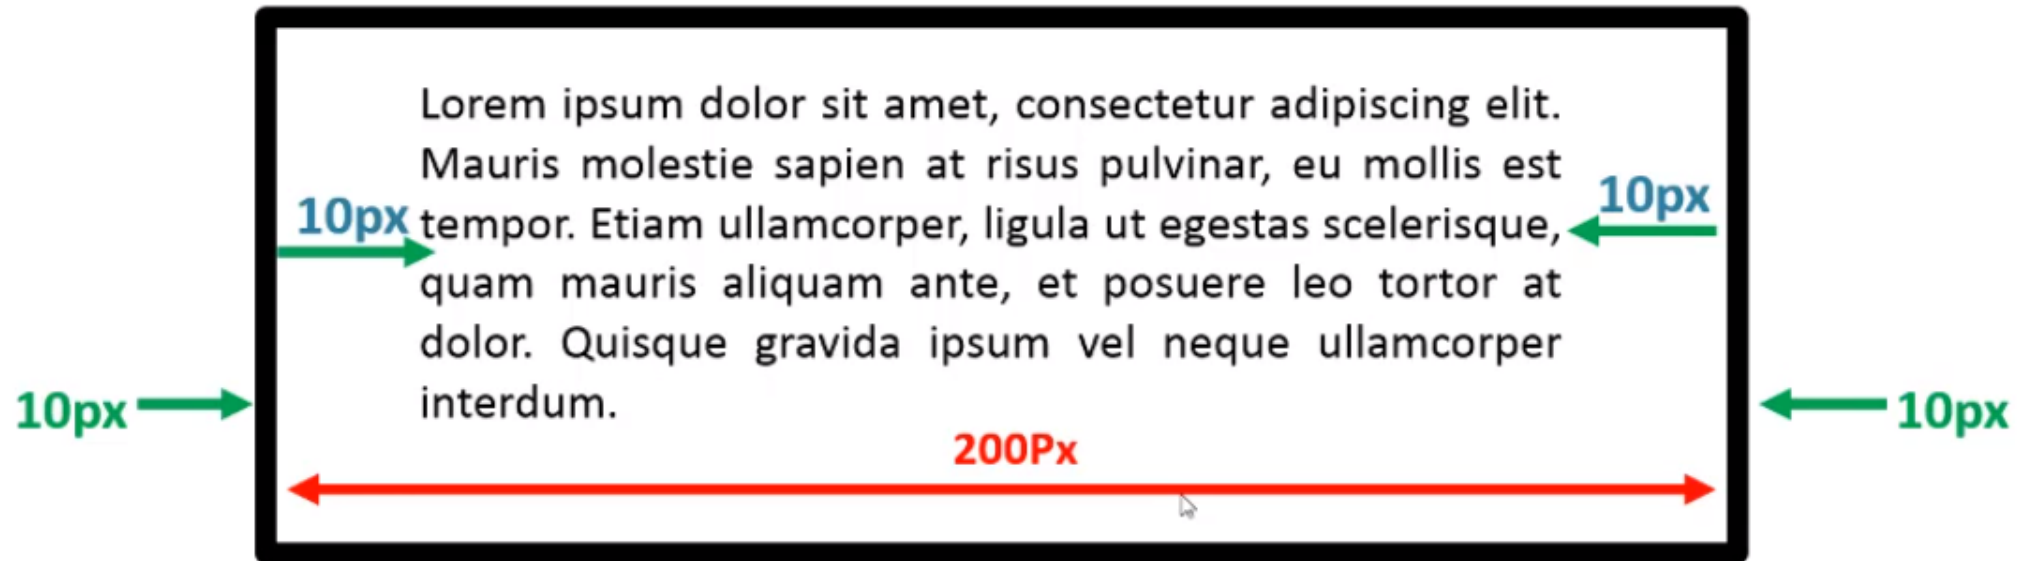 Lorem ipsum dolor sit amet, consectetur adipiscing elit.
Mauris molestie sapien at risus pulvinar, eu mollis est
10px
10px tempor. Etiam ullamcorper, ligula ut egestas scelerisque,
quam mauris aliquam ante, et posuere leo tortor at
dolor. Quisque gravida ipsum vel neque ullamcorper
interdum.
10px
10px
200Px